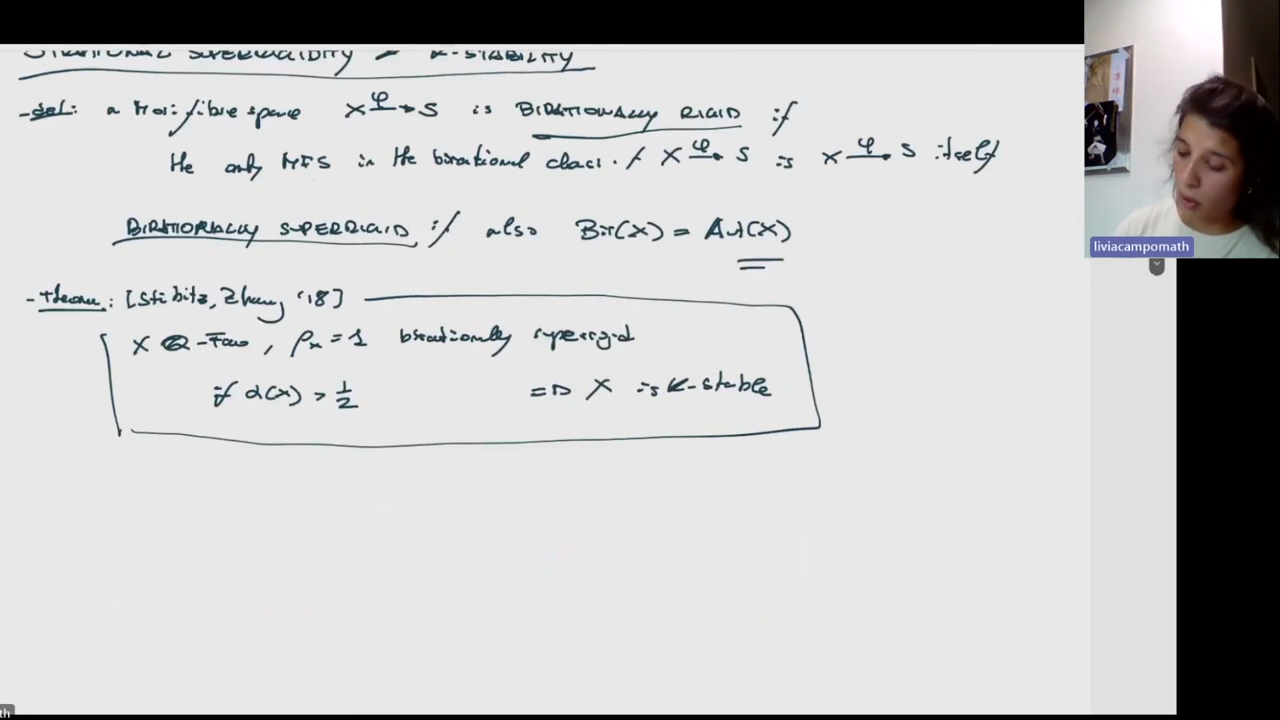 BIRATIONAL SUPERRIGIDITY & K-STABILITY
- def: a Mori fibre space X φ→ S is BIRATIONALLY RIGID if
the only MFS in the birational class of X φ→ S is X φ→ S itself
BIRATIONALLY SUPERRIGID if also Bir(X) = Aut(X)
- theorem: [Stibitz, Zhuang '18]
X Q-Fano, ρ_X = 1 birationally superrigid
if α(X) > 1/2 => X is K-stable
liviacampomath
th